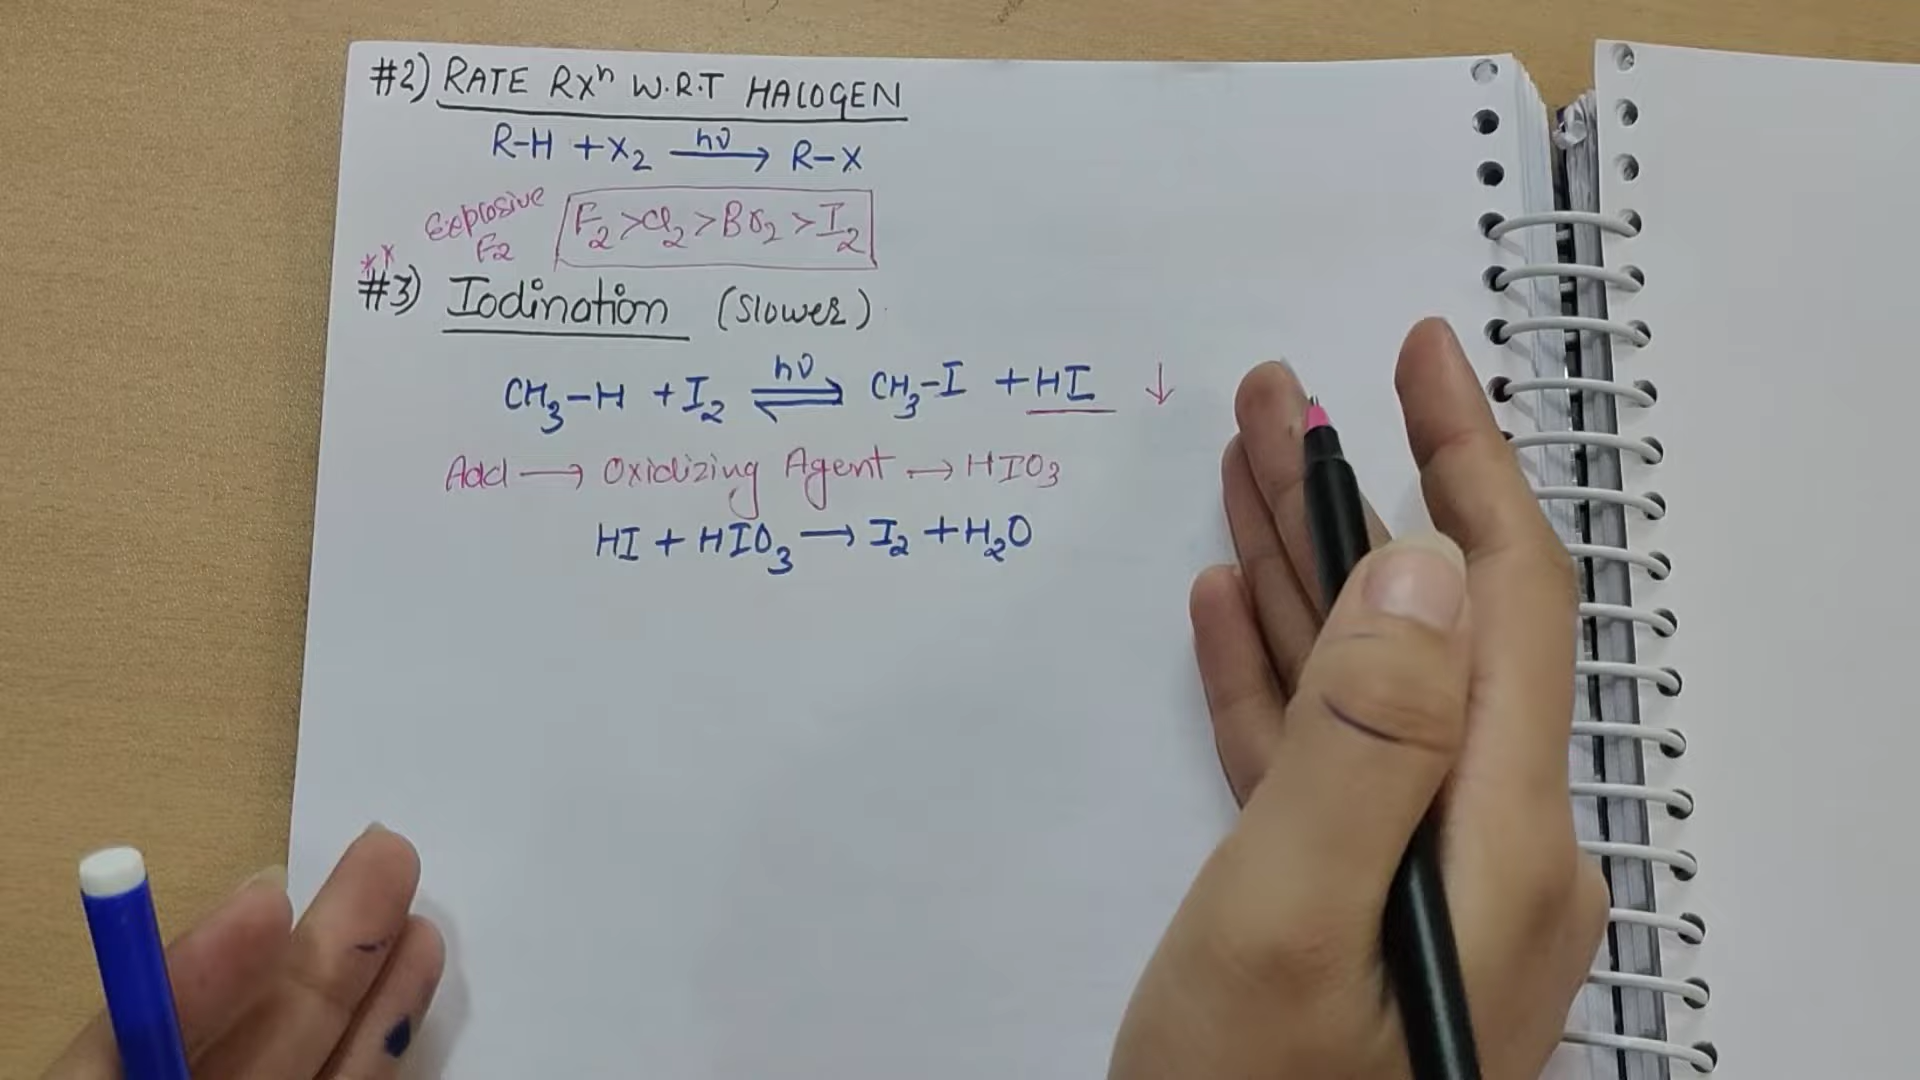 #2) RATE RXⁿ W.R.T HALOGEN
R-H + X₂ —hν→ R-X
Explosive F₂
F₂ > Cl₂ > Br₂ > I₂
** #3) Iodination (Slower)
CH₃-H + I₂ ⇌ hν CH₃-I + HI ↓
Add → Oxidizing Agent → HIO₃
HI + HIO₃ → I₂ + H₂O